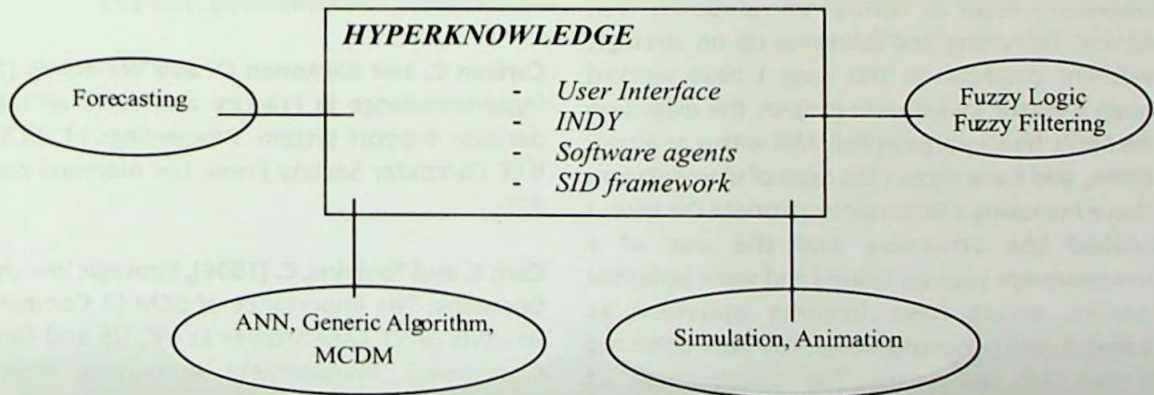 HYPERKNOWLEDGE
- User Interface
- INDY
- Software agents
- SID framework
Forecasting
Fuzzy Logic
Fuzzy Filtering
ANN, Generic Algorithm,
MCDM
Simulation, Animation